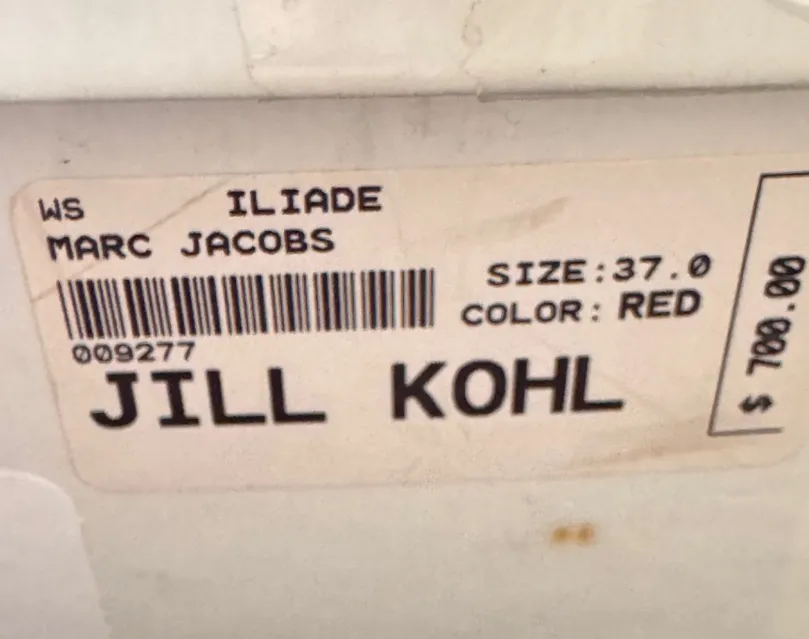 WS ILIADE
MARC JACOBS
SIZE:37.0
COLOR: RED
009277
JILL KOHL
$ 700.00